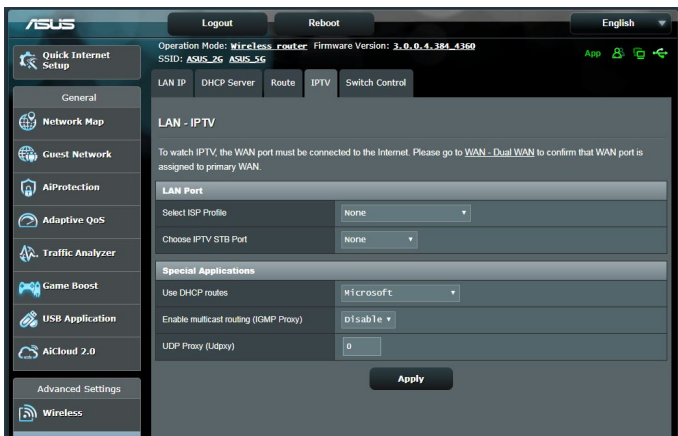 ASUS
Logout
Reboot
English
Quick Internet Setup
Operation Mode: Wireless router Firmware Version: 3.0.0.4.384_4360
SSID: ASUS_2G ASUS_5G
App
LAN IP DHCP Server Route IPTV Switch Control
General
Network Map
Guest Network
AiProtection
Adaptive QoS
Traffic Analyzer
Game Boost
USB Application
AiCloud 2.0
Advanced Settings
Wireless
LAN - IPTV
To watch IPTV, the WAN port must be connected to the Internet. Please go to WAN - Dual WAN to confirm that WAN port is
assigned to primary WAN.
LAN Port
Select ISP Profile None
Choose IPTV STB Port None
Special Applications
Use DHCP routes Microsoft
Enable multicast routing (IGMP Proxy) Disable
UDP Proxy (Udpxy) 0
Apply